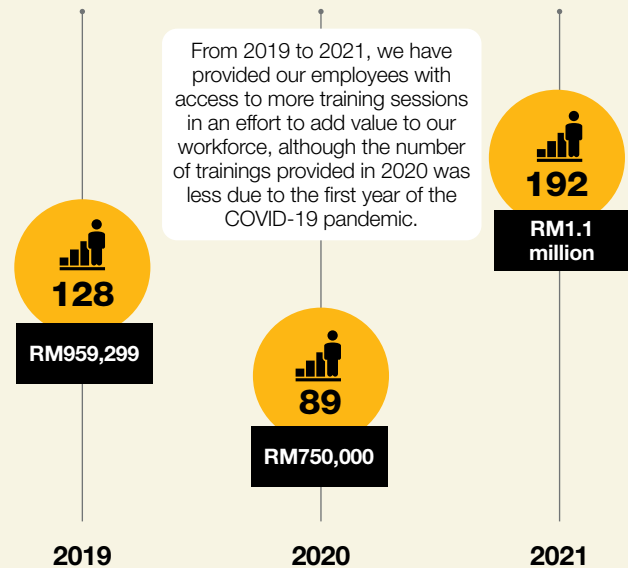 From 2019 to 2021, we have
provided our employees with
access to more training sessions
in an effort to add value to our
workforce, although the number
of trainings provided in 2020 was
less due to the first year of the
COVID-19 pandemic.
128
RM959,299
89
RM750,000
192
RM1.1
million
2019
2020
2021